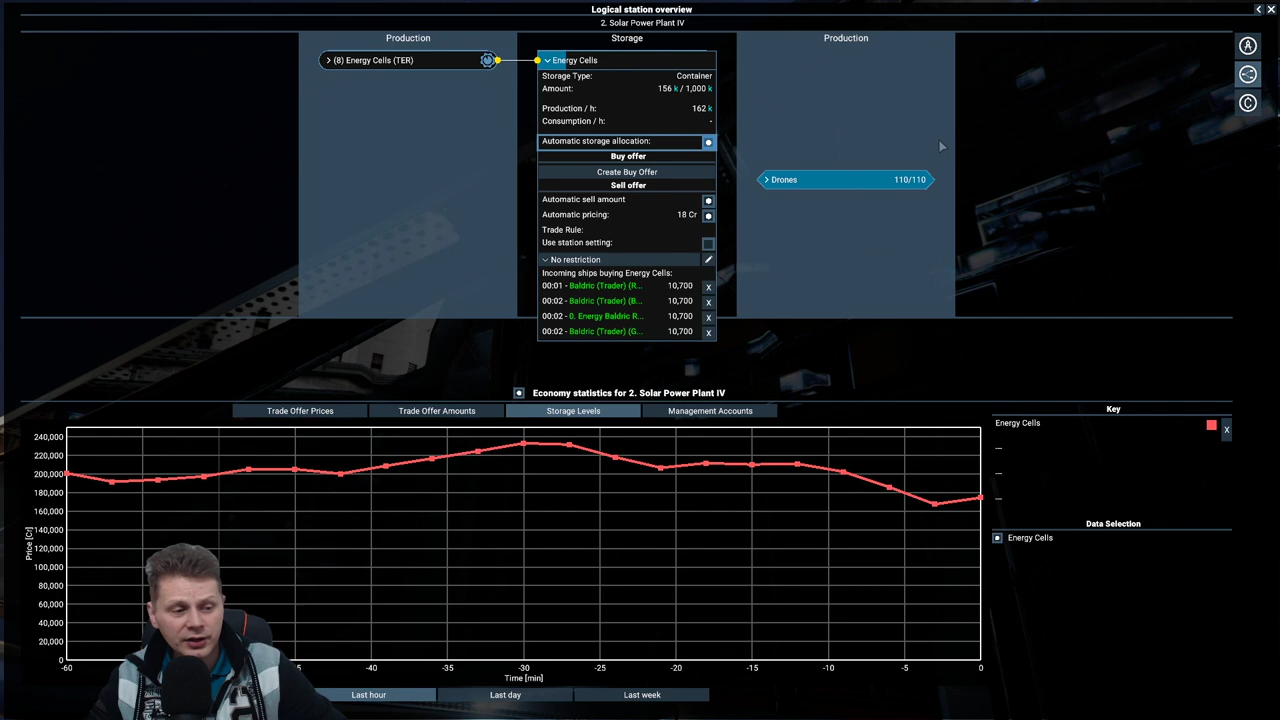 Logical station overview
2. Solar Power Plant IV
Production
Storage
Production
(8) Energy Cells (TER)
Energy Cells
Storage Type: Container
Amount: 156 k / 1,000 k
Production / h: 162 k
Consumption / h: -
Automatic storage allocation:
Buy offer
Create Buy Offer
Sell offer
Automatic sell amount
Automatic pricing: 18 Cr
Trade Rule:
Use station setting:
No restriction
Incoming ships buying Energy Cells:
00:01 - Baldric (Trader) (R... 10,700 X
00:02 - Baldric (Trader) (B... 10,700 X
00:02 - 0. Energy Baldric R... 10,700 X
00:02 - Baldric (Trader) (G... 10,700 X
Drones 110/110
Economy statistics for 2. Solar Power Plant IV
Trade Offer Prices Trade Offer Amounts Storage Levels Management Accounts
Key
Energy Cells X
---
---
---
Data Selection
Energy Cells
Price [Cr]
240,000
220,000
200,000
180,000
160,000
140,000
120,000
100,000
80,000
60,000
40,000
20,000
0
-60 -40 -35 -30 -25 -20 -15 -10 -5 0
Time [min]
Last hour Last day Last week